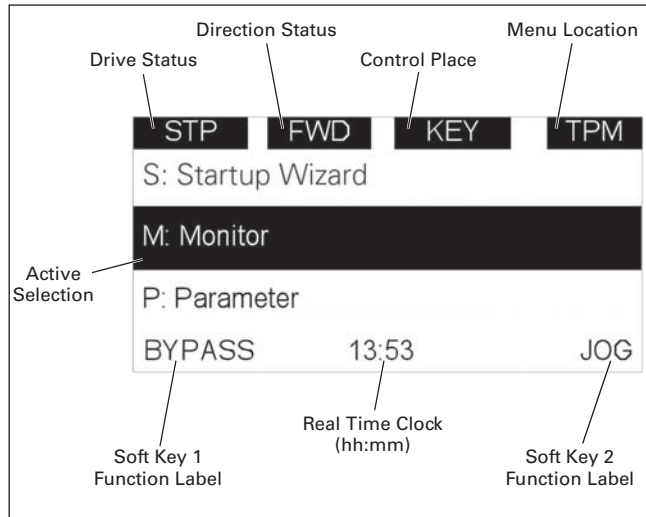 Direction Status
Menu Location
Drive Status
Control Place
STP FWD KEY TPM
S: Startup Wizard
M: Monitor
Active
Selection
P: Parameter
BYPASS 13:53 JOG
Real Time Clock
(hh:mm)
Soft Key 1
Function Label
Soft Key 2
Function Label